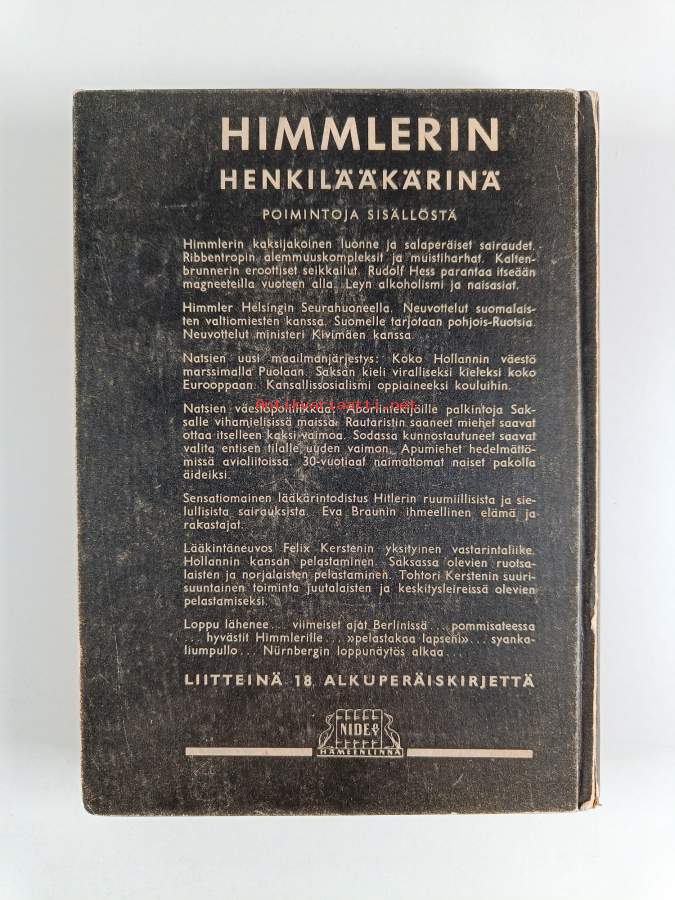 HIMMLERIN
HENKILÄÄKÄRINÄ
POIMINTOJA SISÄLLÖSTÄ
Himmlerin kaksijakoinen luonne ja salaperäiset sairaudet.
Ribbentropin alemmuuskompleksit ja muistiharhat. Kalten-
brunnerin eroottiset seikkailut. Rudolf Hess parantaa itseään
magneeteilla vuoteen alla. Leyn alkoholismi ja naisasiat.
Himmler Helsingin Seurahuoneella. Neuvottelut suomalais-
ten valtiomiesten kanssa. Suomelle tarjotaan pohjois-Ruotsia.
Neuvottelut ministeri Kivimäen kanssa.
Natsien uusi maailmanjärjestys: Koko Hollannin väestö
marssimalla Puolaan. Saksan kieli viralliseksi kieleksi koko
Eurooppaan. Kansallissosialismi oppiaineeksi kouluihin.
Antikvariaatti.net
Natsien väestöpolitiikkaa: Abortintekijöille palkintoja Sak-
salle vihamielisissä maissa. Rautaristin saaneet miehet saavat
ottaa itselleen kaksi vaimoa. Sodassa kunnostautuneet saavat
valita entisen tilalle uuden vaimon. Apumiehet hedelmättö-
missä avioliitoissa. 30-vuotiaat naimattomat naiset pakolla
äideiksi.
Sensatiomainen lääkärintodistus Hitlerin ruumiillisista ja sie-
lullisista sairauksista. Eva Braunin ihmeellinen elämä ja
rakastajat.
Lääkintäneuvos Felix Kerstenin yksityinen vastarintaliike.
Hollannin kansan pelastaminen. Saksassa olevien ruotsa-
laisten ja norjalaisten pelastaminen. Tohtori Kerstenin suuri-
suuntainen toiminta juutalaisten ja keskitysleireissä olevien
pelastamiseksi.
Loppu lähenee... viimeiset ajat Berliinissä... pommisateessa
... hyvästit Himmlerille... »pelastakaa lapseni»... syanka-
liumpullo... Nürnbergin loppunäytös alkaa...
LIITTEINÄ 18 ALKUPERÄISKIRJETTÄ
NIDE OY
HÄMEENLINNA